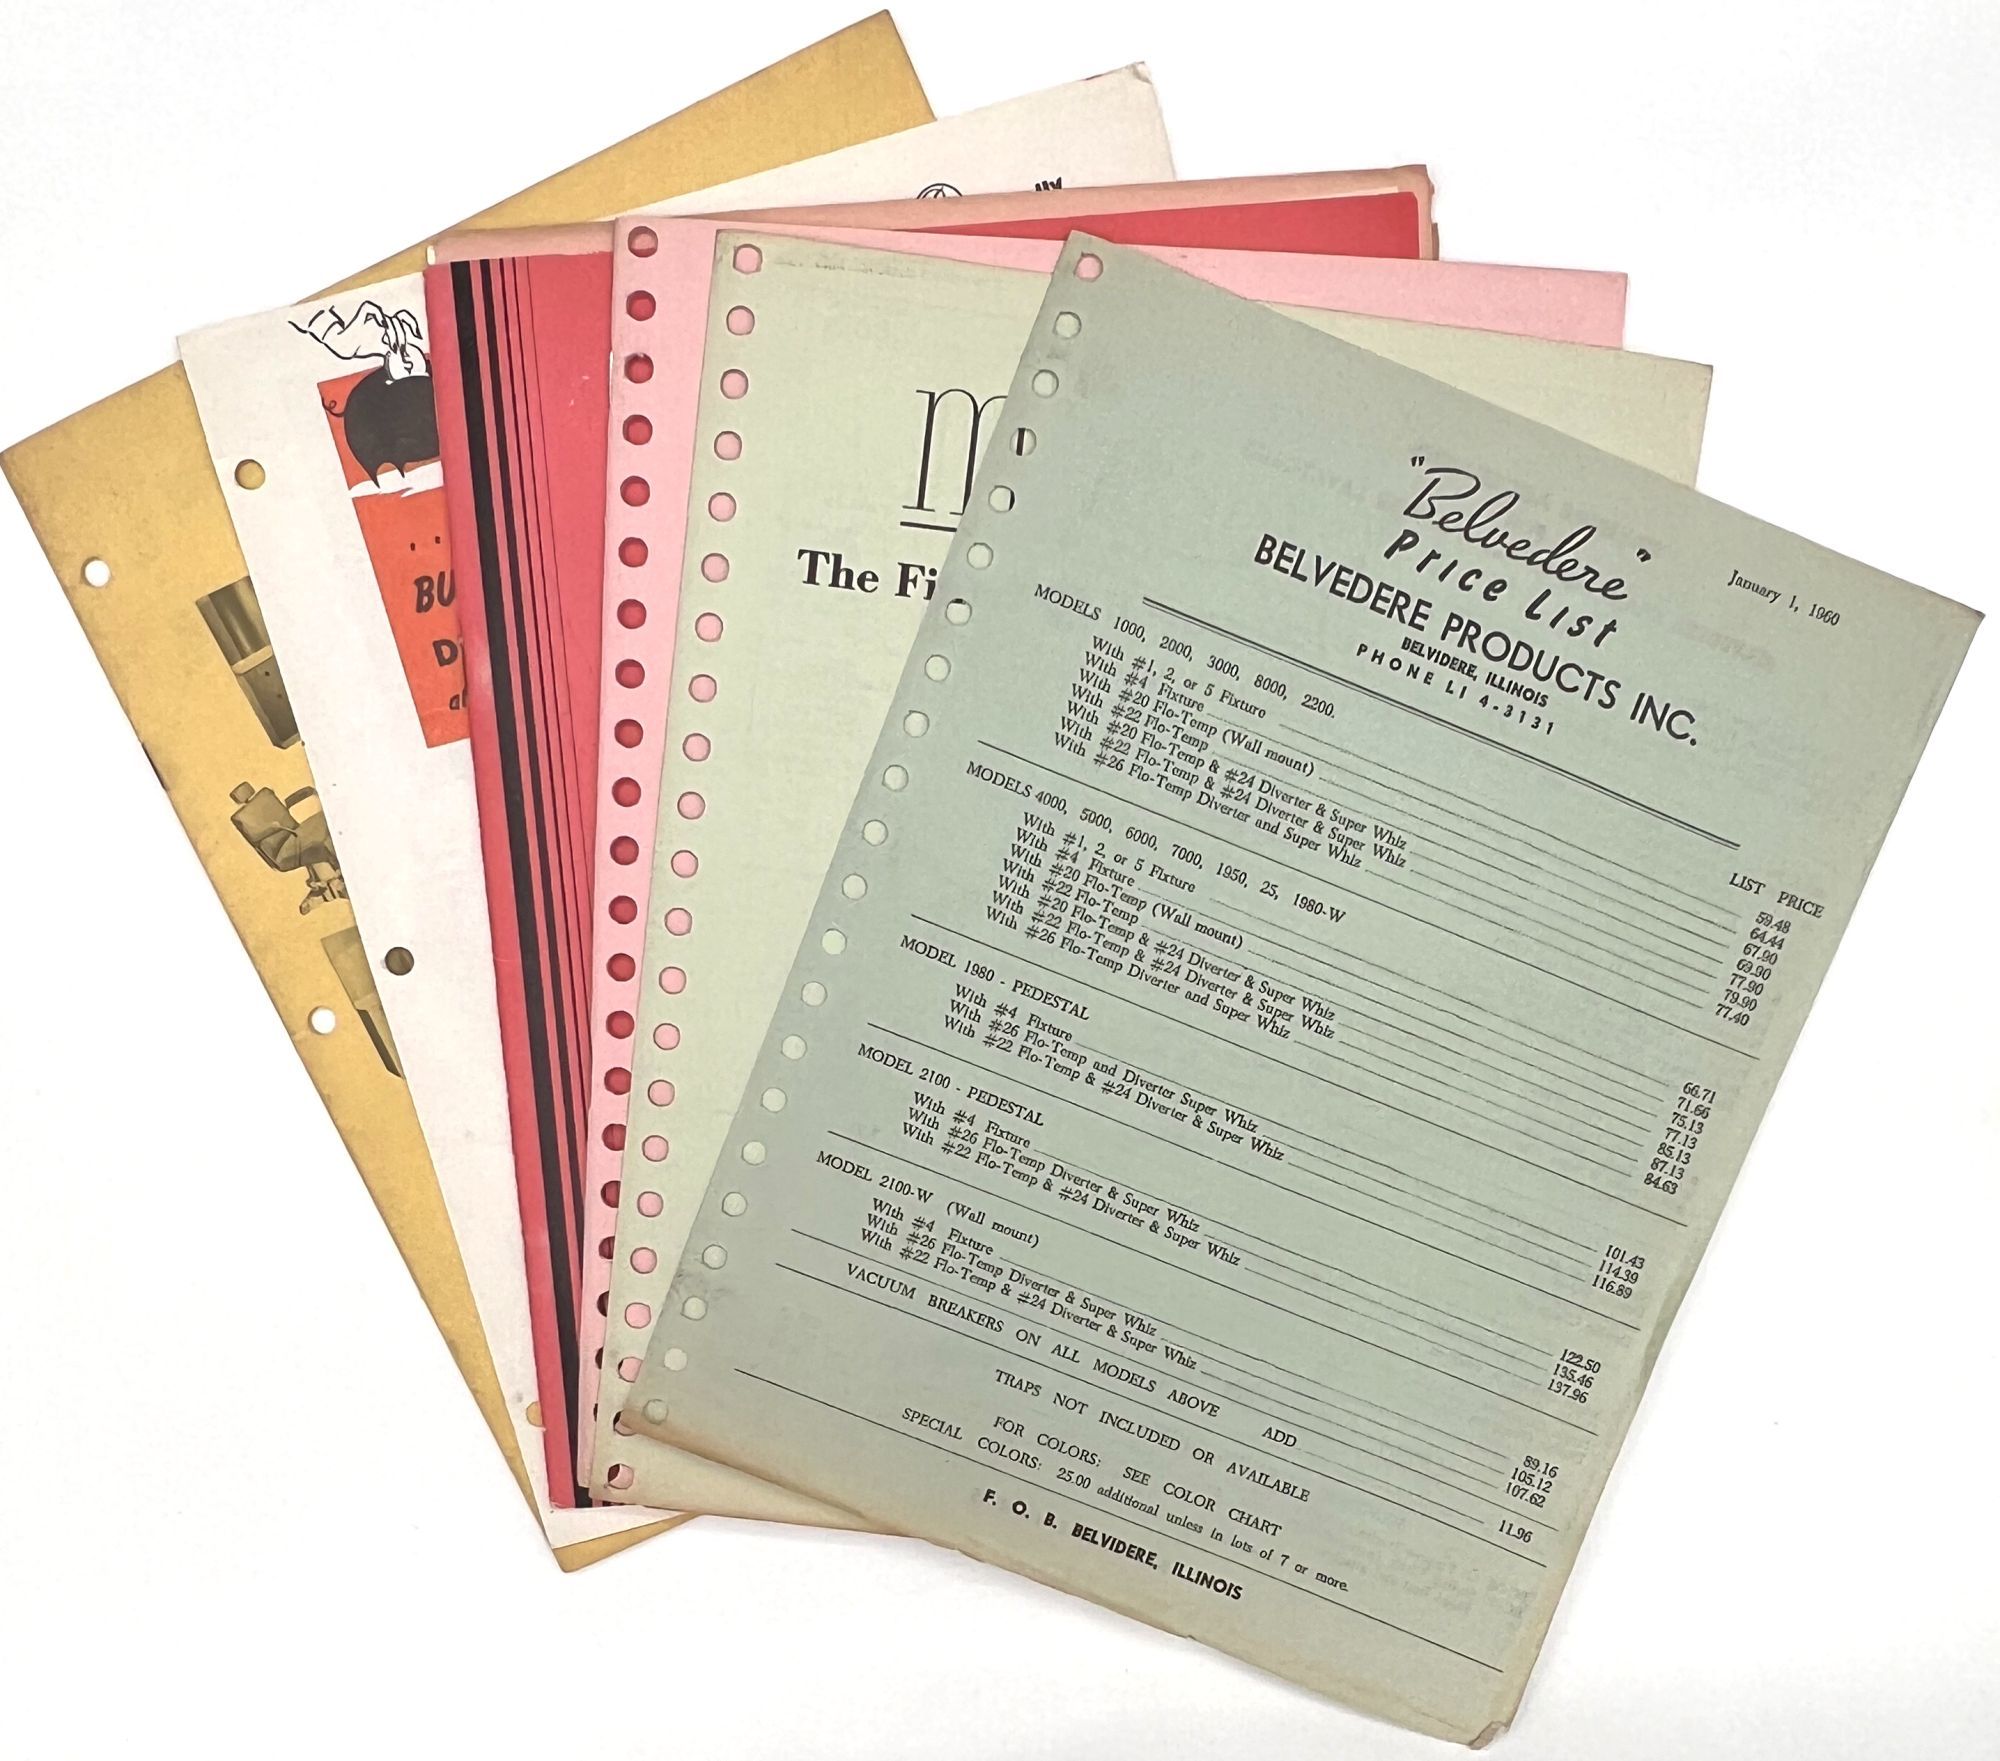 lly
. .
BU
D
m
The Fi
"Belvedere"
Price List
BELVEDERE PRODUCTS INC.
BELVIDERE, ILLINOIS
PHONE LI 4-3131
January 1, 1960
LIST PRICE
MODELS 1000, 2000, 3000, 8000, 2200.
With #1, 2, or 5 Fixture 59.48
With #4 Fixture 64.44
With #20 Flo-Temp (Wall mount) 67.90
With #22 Flo-Temp 69.90
With #20 Flo-Temp & #24 Diverter & Super Whiz 77.90
With #22 Flo-Temp & #24 Diverter & Super Whiz 79.90
With #26 Flo-Temp Diverter and Super Whiz 77.40
MODELS 4000, 5000, 6000, 7000, 1950, 25, 1980-W
With #1, 2, or 5 Fixture 66.71
With #4 Fixture 71.66
With #20 Flo-Temp (Wall mount) 75.13
With #22 Flo-Temp 77.13
With #20 Flo-Temp & #24 Diverter & Super Whiz 85.13
With #22 Flo-Temp & #24 Diverter & Super Whiz 87.13
With #26 Flo-Temp Diverter and Super Whiz 84.63
MODEL 1980 - PEDESTAL
With #4 Fixture 101.43
With #26 Flo-Temp and Diverter Super Whiz 114.39
With #22 Flo-Temp & #24 Diverter & Super Whiz 116.89
MODEL 2100 - PEDESTAL
With #4 Fixture 122.50
With #26 Flo-Temp Diverter & Super Whiz 135.46
With #22 Flo-Temp & #24 Diverter & Super Whiz 137.96
MODEL 2100-W (Wall mount)
With #4 Fixture 89.16
With #26 Flo-Temp Diverter & Super Whiz 105.12
With #22 Flo-Temp & #24 Diverter & Super Whiz 107.62
VACUUM BREAKERS ON ALL MODELS ABOVE ADD 11.96
TRAPS NOT INCLUDED OR AVAILABLE
FOR COLORS: SEE COLOR CHART
SPECIAL COLORS: 25.00 additional unless in lots of 7 or more.
F. O. B. BELVIDERE, ILLINOIS